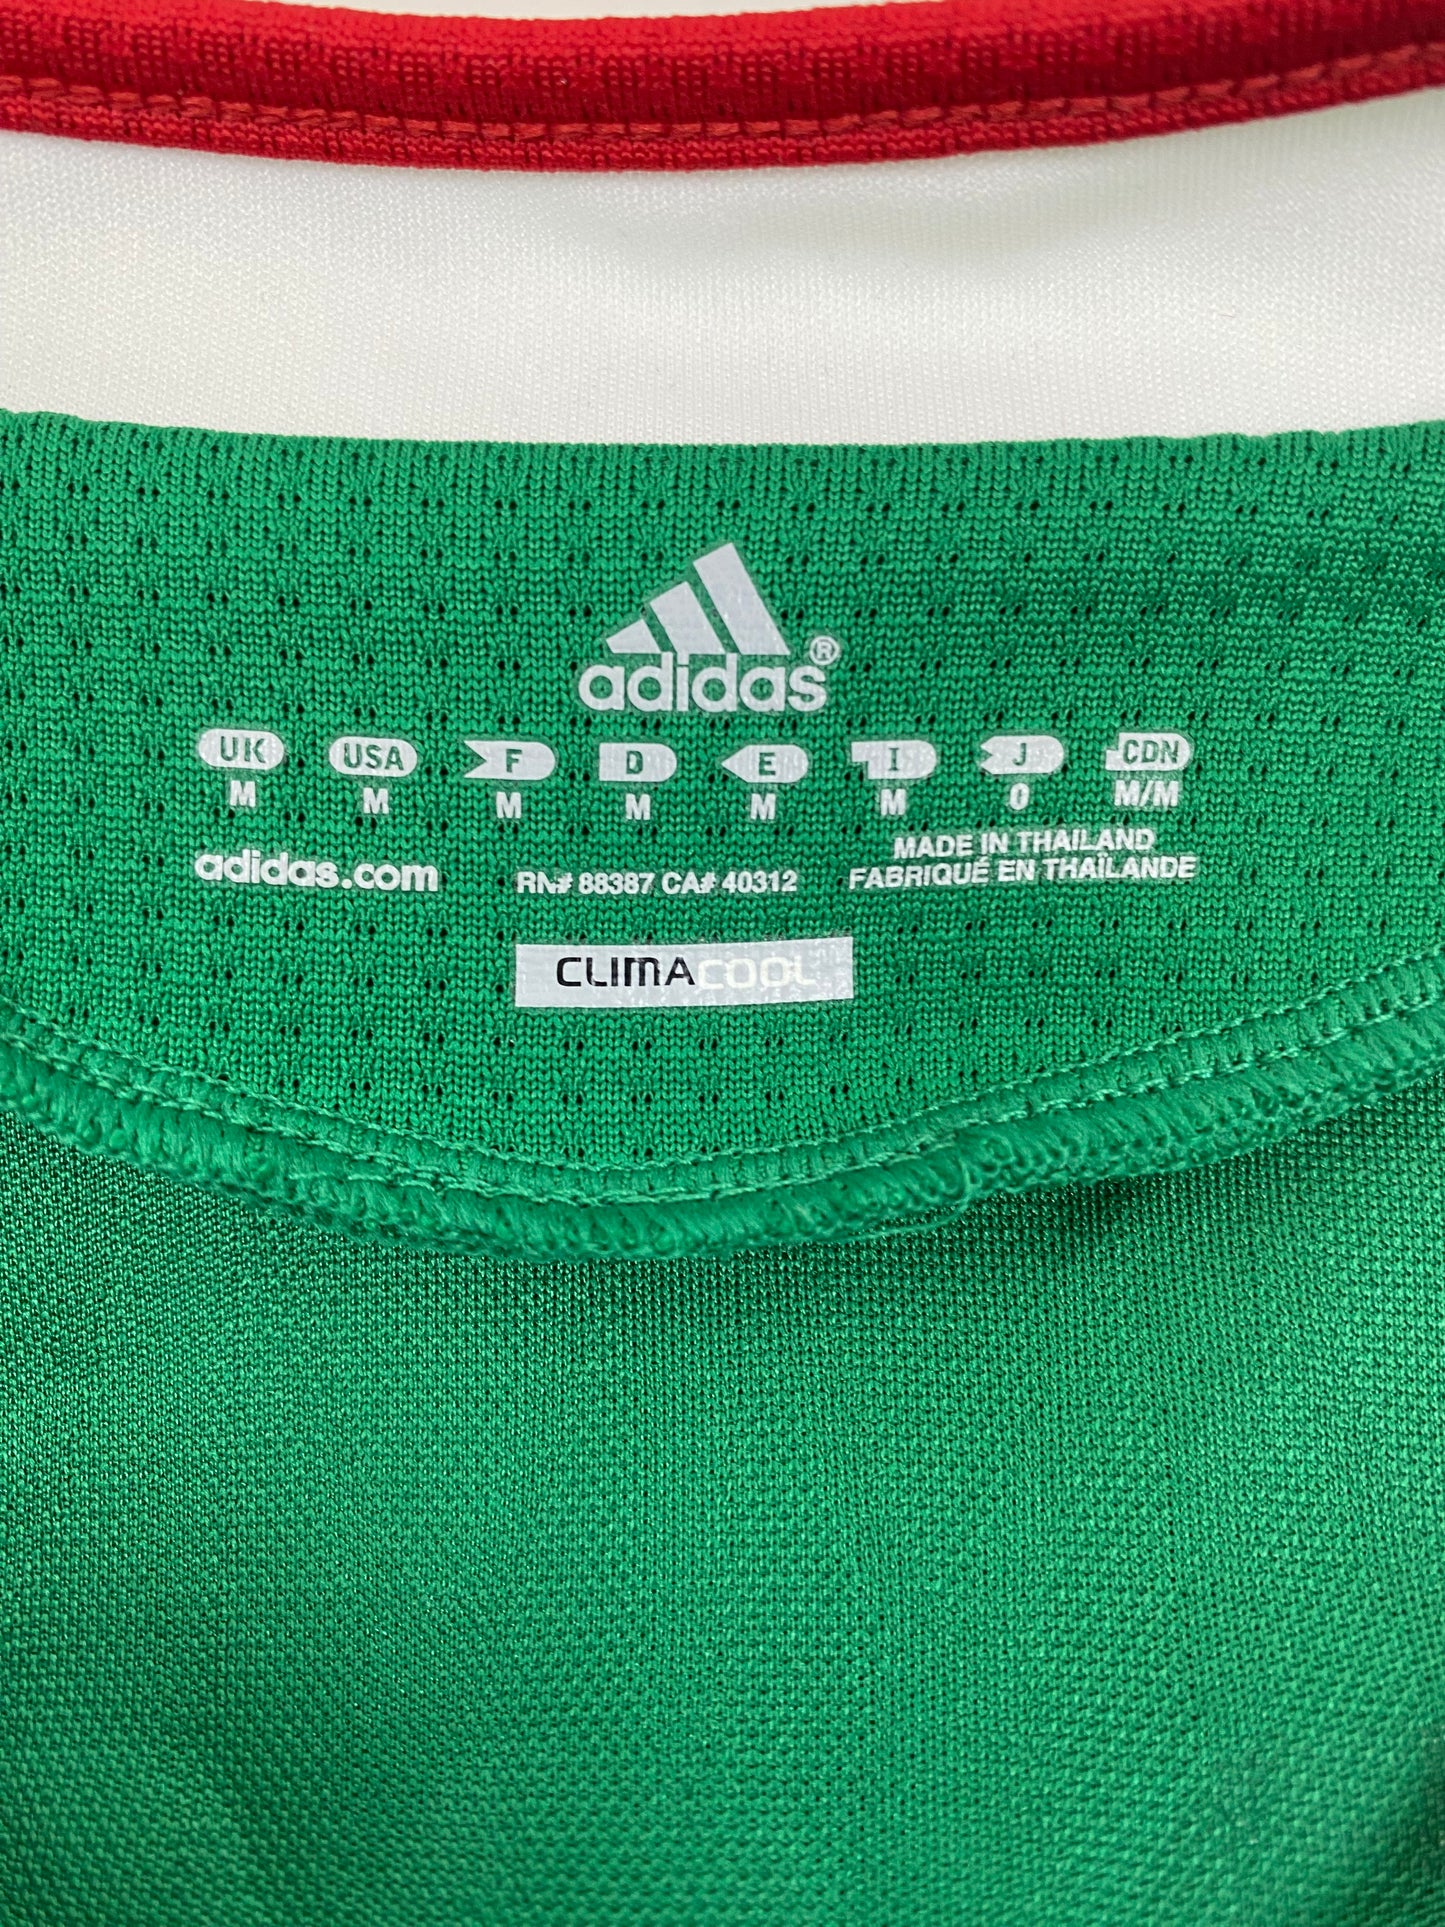 adidas®
UK USA F D E I J CDN
M M M M M M O M/M
adidas.com RN# 88387 CA# 40312 MADE IN THAILAND
FABRIQUÉ EN THAÏLANDE
CLIMACOOL